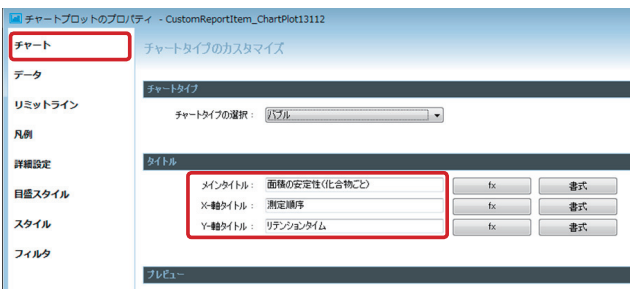 チャートプロットのプロパティ - CustomReportItem_ChartPlot13112
チャート
チャートタイプのカスタマイズ
データ
チャートタイプ
リミットライン
チャートタイプの選択：
バブル
凡例
詳細設定
タイトル
メインタイトル：
面積の安定性(化合物ごと)
fx
書式
目盛スタイル
X-軸タイトル：
測定順序
fx
書式
スタイル
Y-軸タイトル：
リテンションタイム
fx
書式
フィルタ
プレビュー